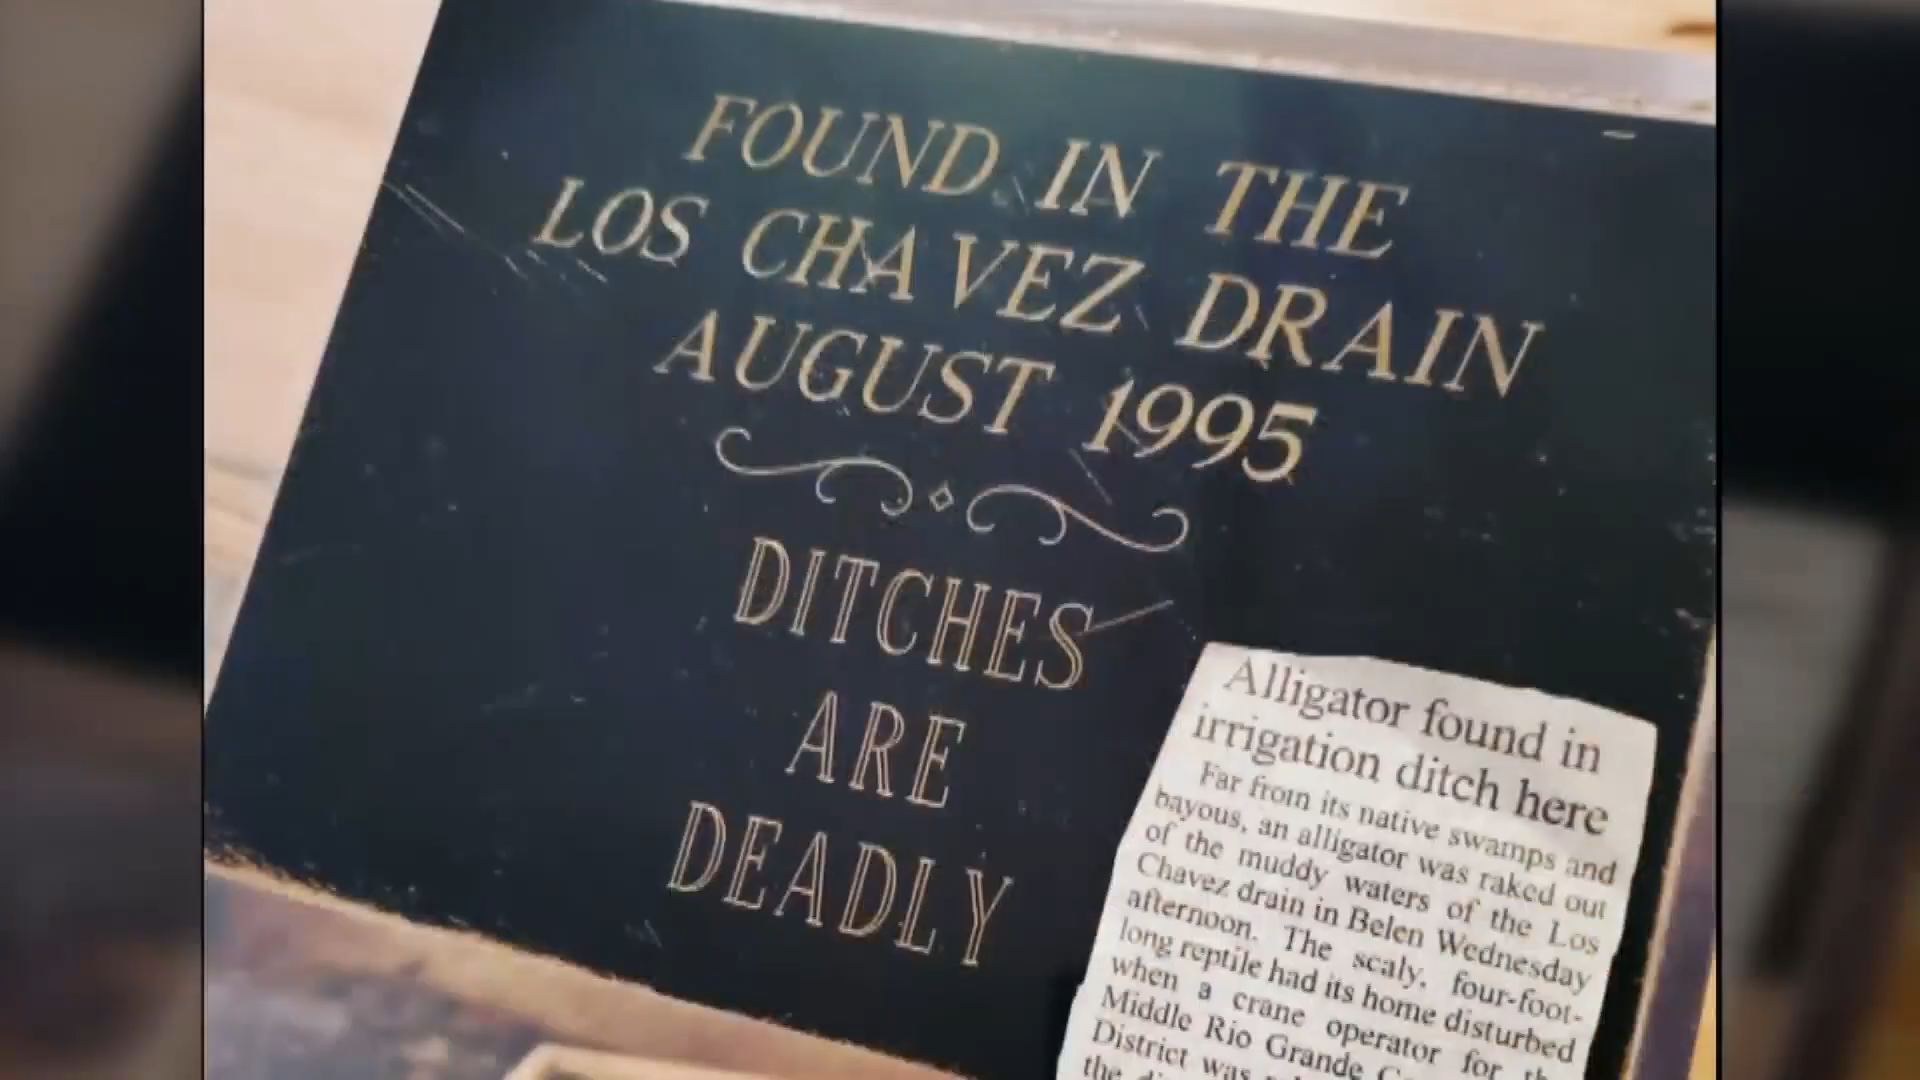 FOUND IN THE
LOS CHAVEZ DRAIN
AUGUST 1995
DITCHES
ARE
DEADLY
Alligator found in
irrigation ditch here
Far from its native swamps and
bayous, an alligator was raked out
of the muddy waters of the Los
Chavez drain in Belen Wednesday
afternoon. The scaly, four-foot-
long reptile had its home disturbed
when a crane operator for
Middle Rio Grande
District was
the